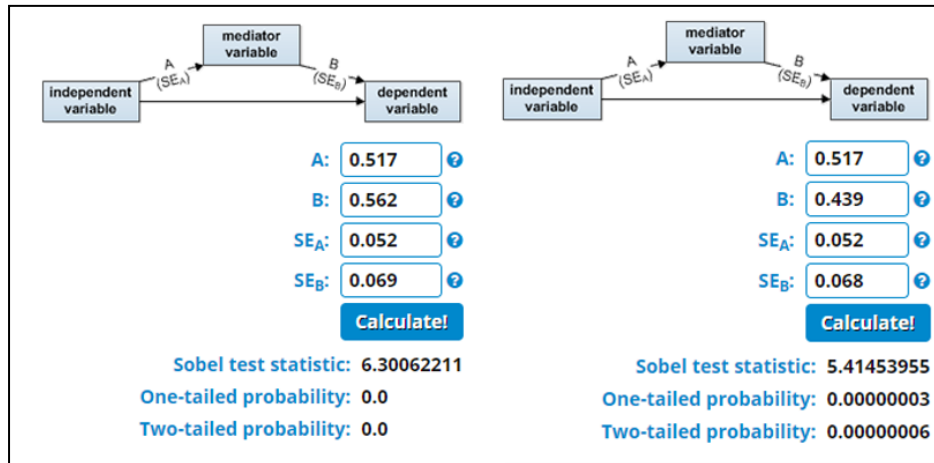 mediator
variable
A
(SEA)
B
(SEB)
independent
variable
dependent
variable
A: 0.517 ?
B: 0.562 ?
SEA: 0.052 ?
SEB: 0.069 ?
Calculate!
Sobel test statistic: 6.30062211
One-tailed probability: 0.0
Two-tailed probability: 0.0
mediator
variable
A
(SEA)
B
(SEB)
independent
variable
dependent
variable
A: 0.517 ?
B: 0.439 ?
SEA: 0.052 ?
SEB: 0.068 ?
Calculate!
Sobel test statistic: 5.41453955
One-tailed probability: 0.00000003
Two-tailed probability: 0.00000006